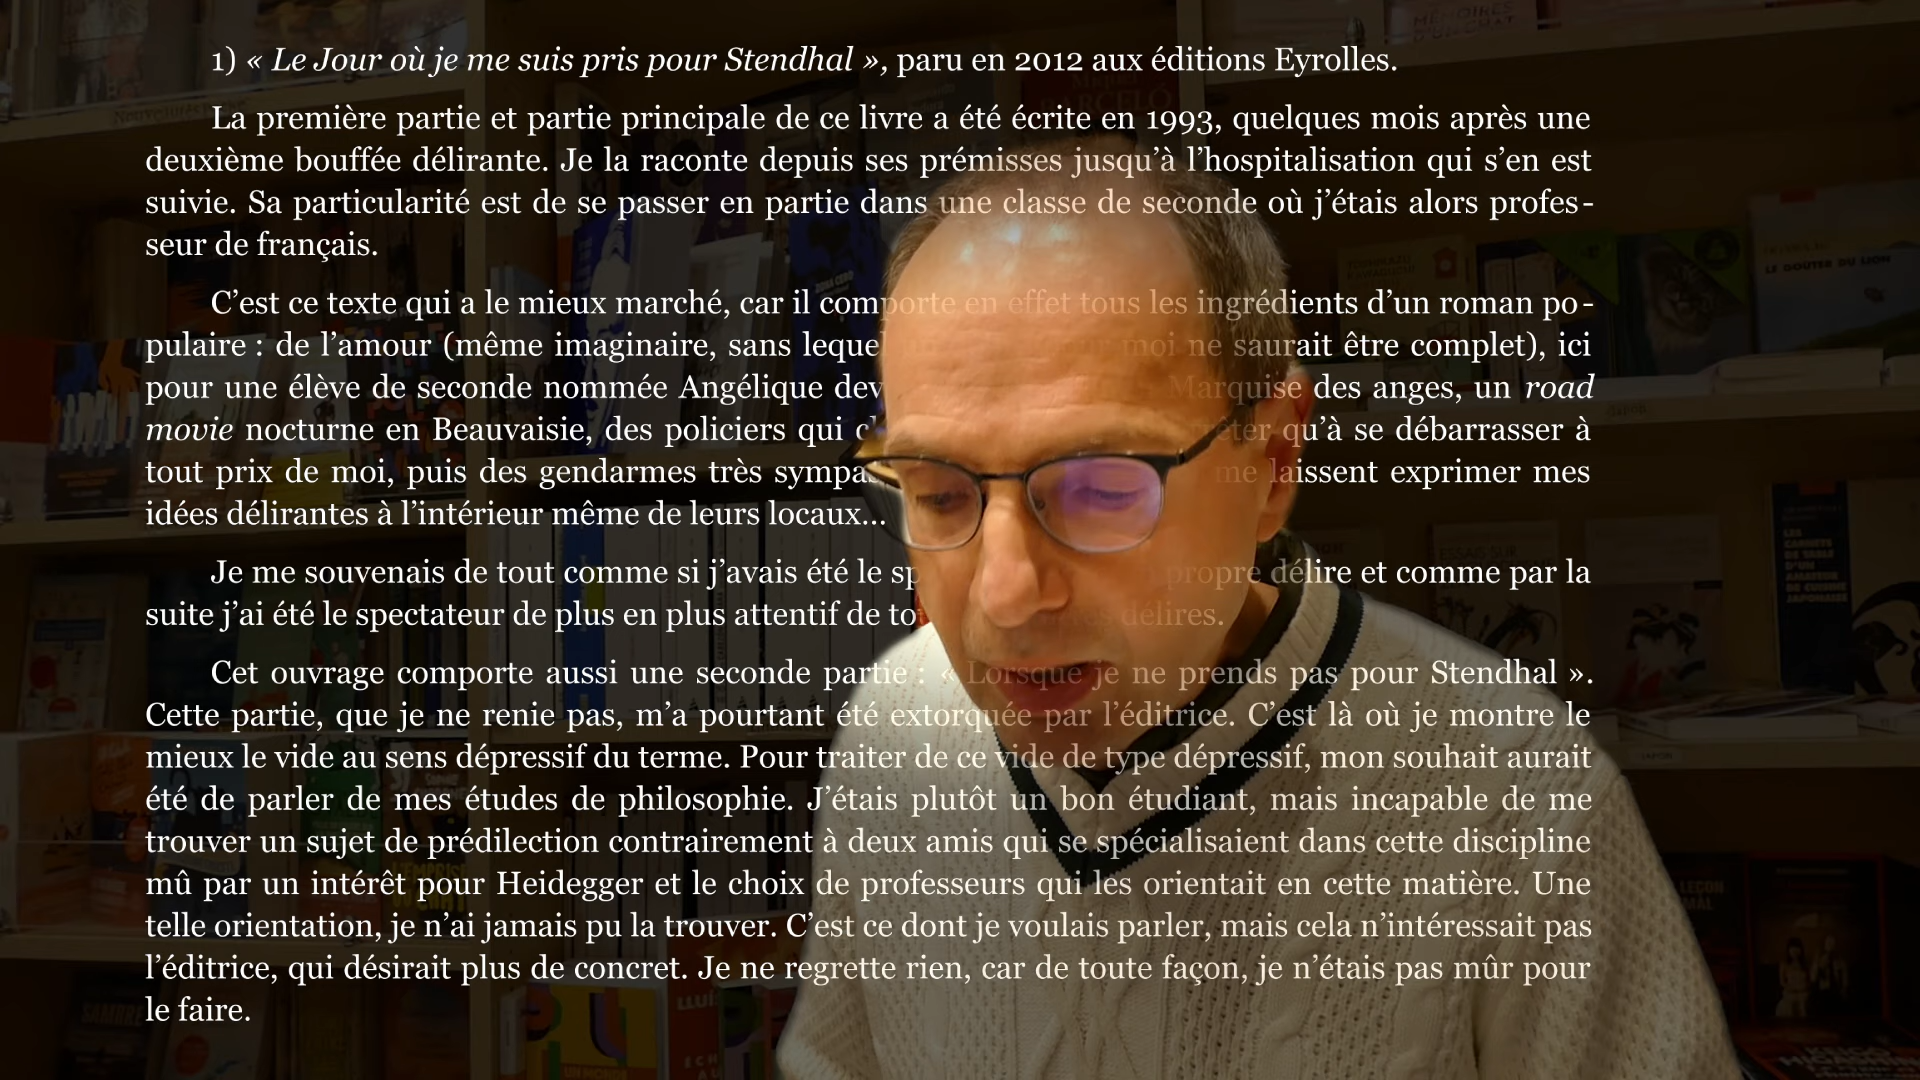 1) « Le Jour où je me suis pris pour Stendhal », paru en 2012 aux éditions Eyrolles.
La première partie et partie principale de ce livre a été écrite en 1993, quelques mois après une
deuxième bouffée délirante. Je la raconte depuis ses prémisses jusqu’à l’hospitalisation qui s’en est
suivie. Sa particularité est de se passer en partie dans une classe de seconde où j’étais alors profes-
seur de français.
C’est ce texte qui a le mieux marché, car il comporte en effet tous les ingrédients d’un roman po-
pulaire : de l’amour (même imaginaire, sans moi ne saurait être complet), ici
pour une élève de seconde nommée Angélique Marquise des anges, un road
movie nocturne en Beauvaisie, des policiers qui qu’à se débarrasser à
tout prix de moi, puis des gendarmes très me laissent exprimer mes
idées délirantes à l’intérieur même de leurs locaux...
Je me souvenais de tout comme si j’avais été le propre délire et comme par la
suite j’ai été le spectateur de plus en plus attentif de délires.
Cet ouvrage comporte aussi une seconde partie : « Lorsque je ne prends pas pour Stendhal ».
Cette partie, que je ne renie pas, m’a pourtant été extorquée par l’éditrice. C’est là où je montre le
mieux le vide au sens dépressif du terme. Pour traiter de ce vide de type dépressif, mon souhait aurait
été de parler de mes études de philosophie. J’étais plutôt un bon étudiant, mais incapable de me
trouver un sujet de prédilection contrairement à deux amis qui se spécialisaient dans cette discipline
mû par un intérêt pour Heidegger et le choix de professeurs qui les orientait en cette matière. Une
telle orientation, je n’ai jamais pu la trouver. C’est ce dont je voulais parler, mais cela n’intéressait pas
l’éditrice, qui désirait plus de concret. Je ne regrette rien, car de toute façon, je n’étais pas mûr pour
le faire.
LE GOÛTER DU LION
LES
CARNETS
DE TABLE
D'UN
AMATEUR
DE CUISINE
JAPONAISE
UN MONDE